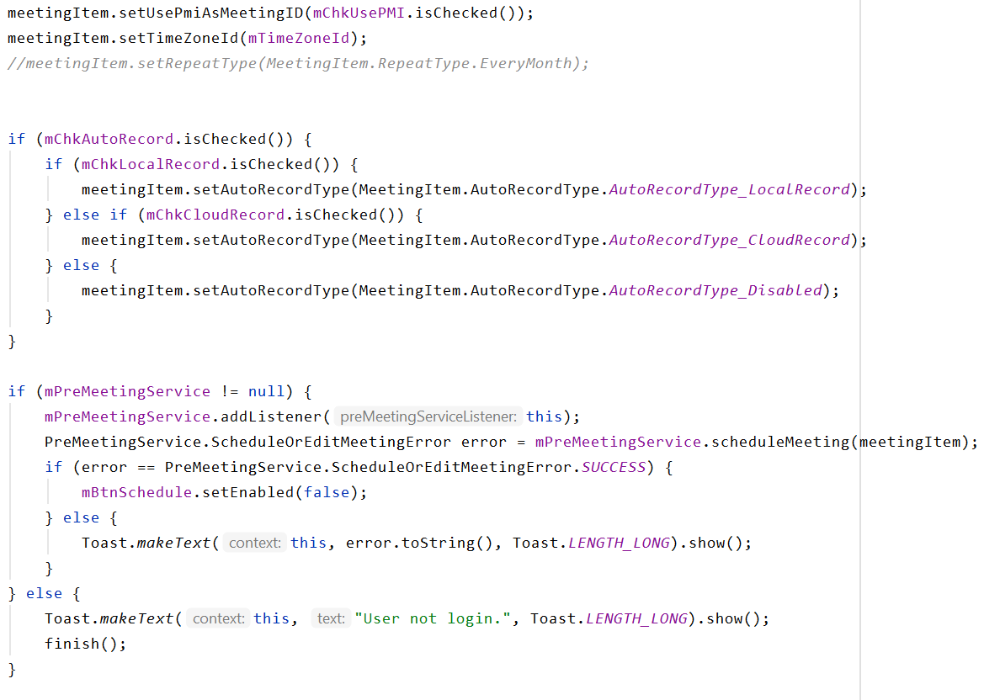 meetingItem.setUsePmiAsMeetingID(mChkUsePMI.isChecked());
meetingItem.setTimeZoneId(mTimeZoneId);
//meetingItem.setRepeatType(MeetingItem.RepeatType.EveryMonth);
if (mChkAutoRecord.isChecked()) {
    if (mChkLocalRecord.isChecked()) {
        meetingItem.setAutoRecordType(MeetingItem.AutoRecordType.AutoRecordType_LocalRecord);
    } else if (mChkCloudRecord.isChecked()) {
        meetingItem.setAutoRecordType(MeetingItem.AutoRecordType.AutoRecordType_CloudRecord);
    } else {
        meetingItem.setAutoRecordType(MeetingItem.AutoRecordType.AutoRecordType_Disabled);
    }
}
if (mPreMeetingService != null) {
    mPreMeetingService.addListener( preMeetingServiceListener: this);
    PreMeetingService.ScheduleOrEditMeetingError error = mPreMeetingService.scheduleMeeting(meetingItem);
    if (error == PreMeetingService.ScheduleOrEditMeetingError.SUCCESS) {
        mBtnSchedule.setEnabled(false);
    } else {
        Toast.makeText( context: this, error.toString(), Toast.LENGTH_LONG).show();
    }
} else {
    Toast.makeText( context: this, text: "User not login.", Toast.LENGTH_LONG).show();
    finish();
}